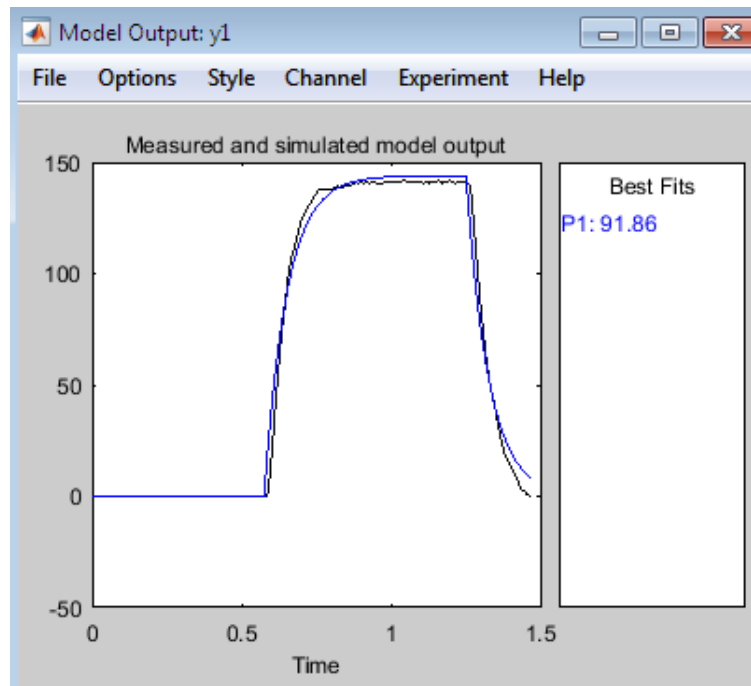 Model Output: y1
File Options Style Channel Experiment Help
Measured and simulated model output
150
100
50
0
-50
0 0.5 1 1.5
Time
Best Fits
P1: 91.86